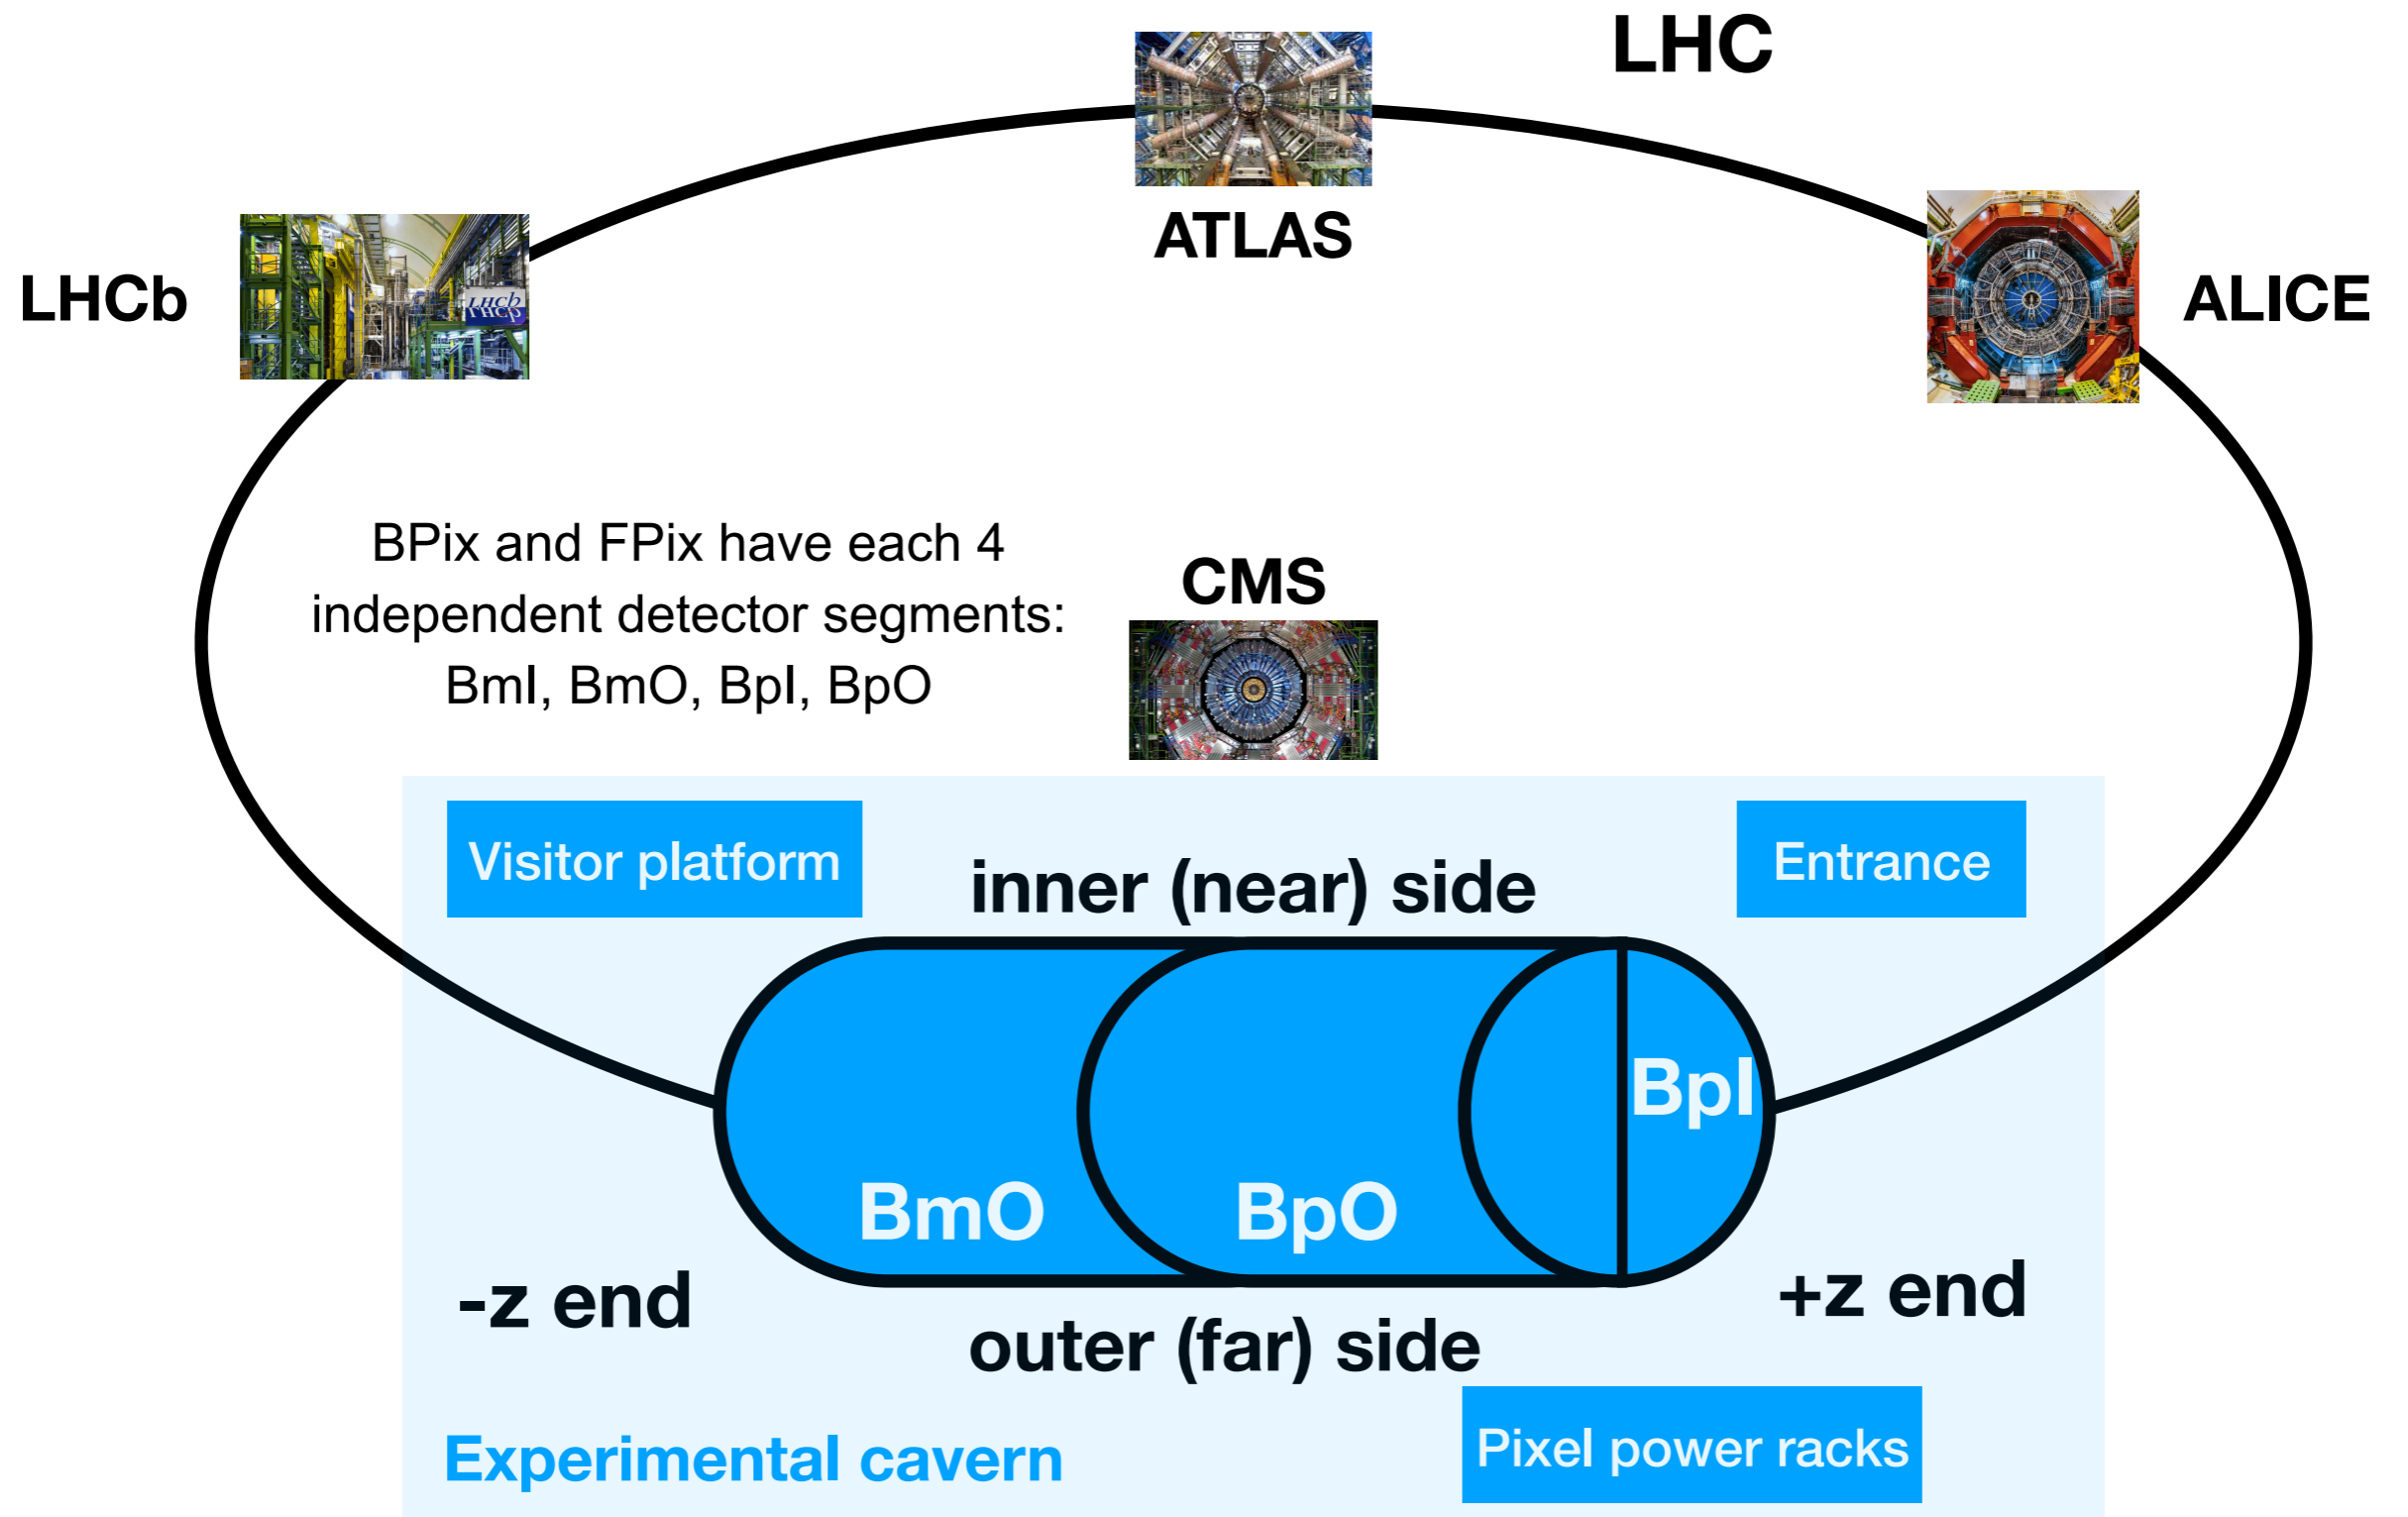 LHC
ATLAS
LHCb
LHCb
ALICE
BPix and FPix have each 4
independent detector segments:
BmI, BmO, BpI, BpO
CMS
Visitor platform
Entrance
inner (near) side
BpI
BmO
BpO
-z end
+z end
outer (far) side
Experimental cavern
Pixel power racks